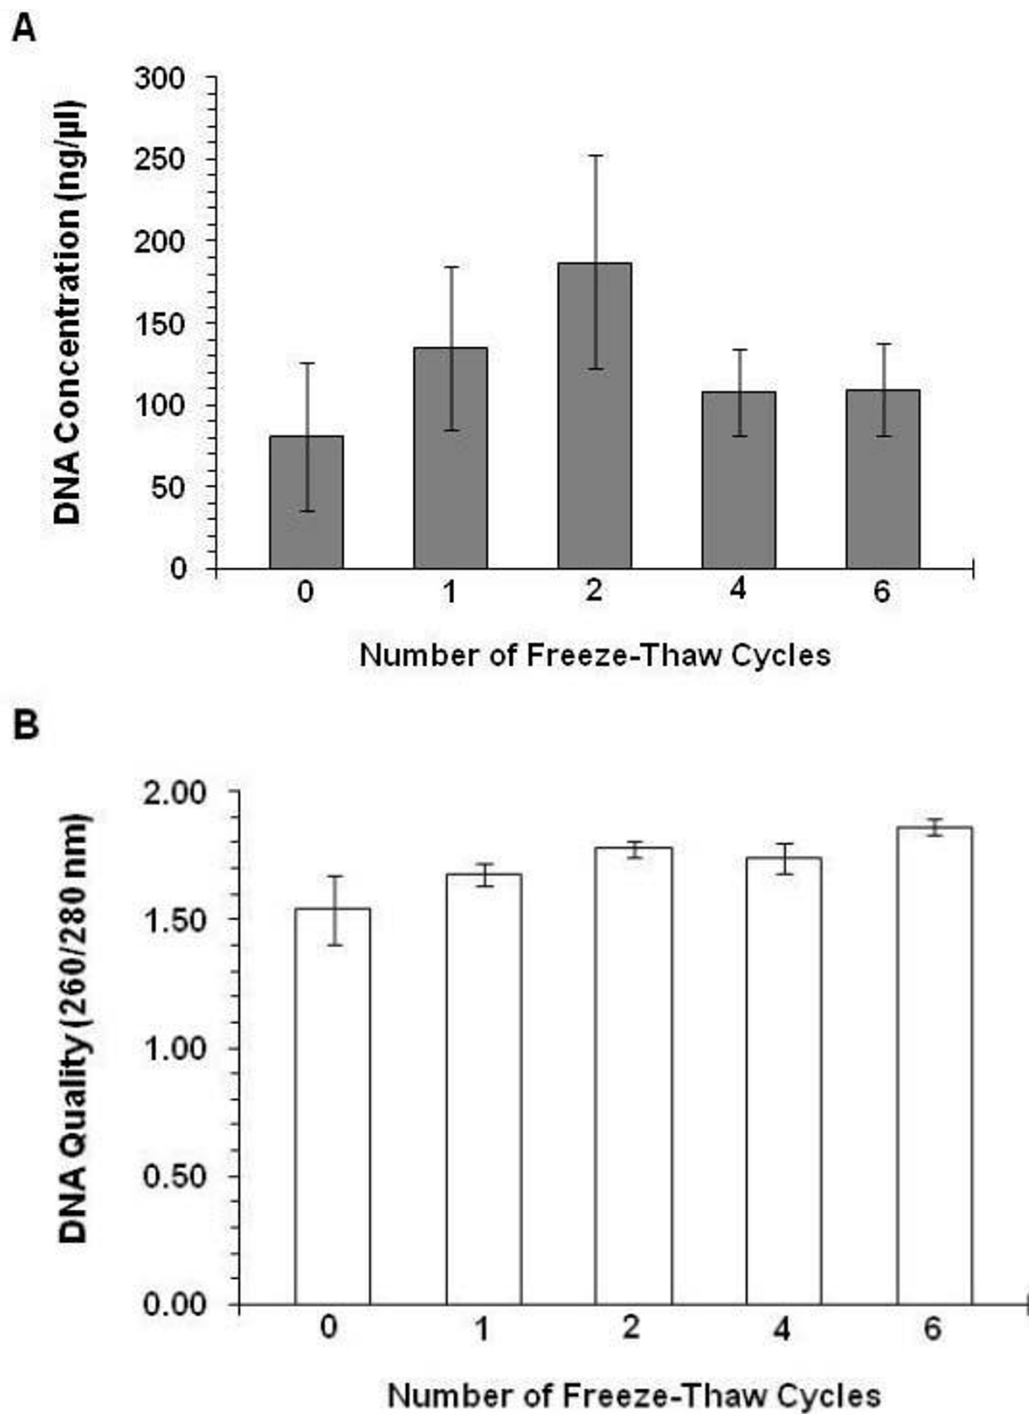 A
300
250
200
150
100
50
0
DNA Concentration (ng/µl)
0 1 2 4 6
Number of Freeze-Thaw Cycles
B
2.00
1.50
1.00
0.50
0.00
DNA Quality (260/280 nm)
0 1 2 4 6
Number of Freeze-Thaw Cycles